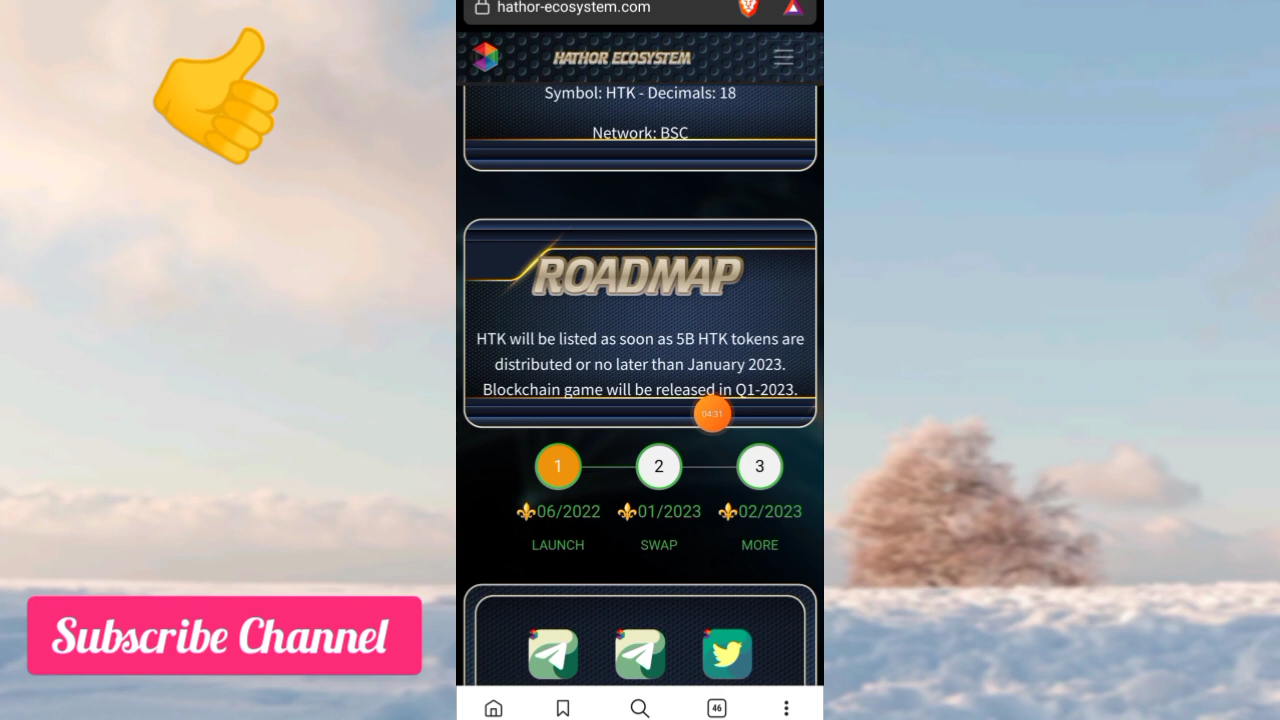 hathor-ecosystem.com
HATHOR ECOSYSTEM
Symbol: HTK - Decimals: 18
Network: BSC
ROADMAP
HTK will be listed as soon as 5B HTK tokens are
distributed or no later than January 2023.
Blockchain game will be released in Q1-2023.
04:31
1 2 3
06/2022 01/2023 02/2023
LAUNCH SWAP MORE
Subscribe Channel
46